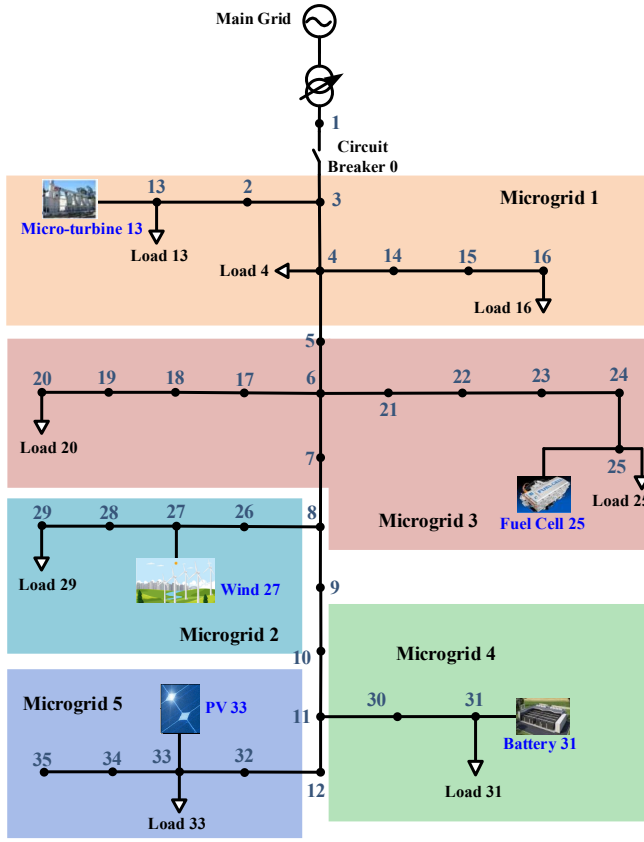 Main Grid
1
Circuit
Breaker 0
13
2
3
Microgrid 1
Micro-turbine 13
Load 13
Load 4
4
14
15
16
Load 16
5
20
19
18
17
6
21
22
23
24
Load 20
7
25
Load 25
Fuel Cell 25
Microgrid 3
29
28
27
26
8
Load 29
Wind 27
9
Microgrid 2
10
Microgrid 4
Microgrid 5
PV 33
11
30
31
Battery 31
35
34
33
32
12
Load 31
Load 33